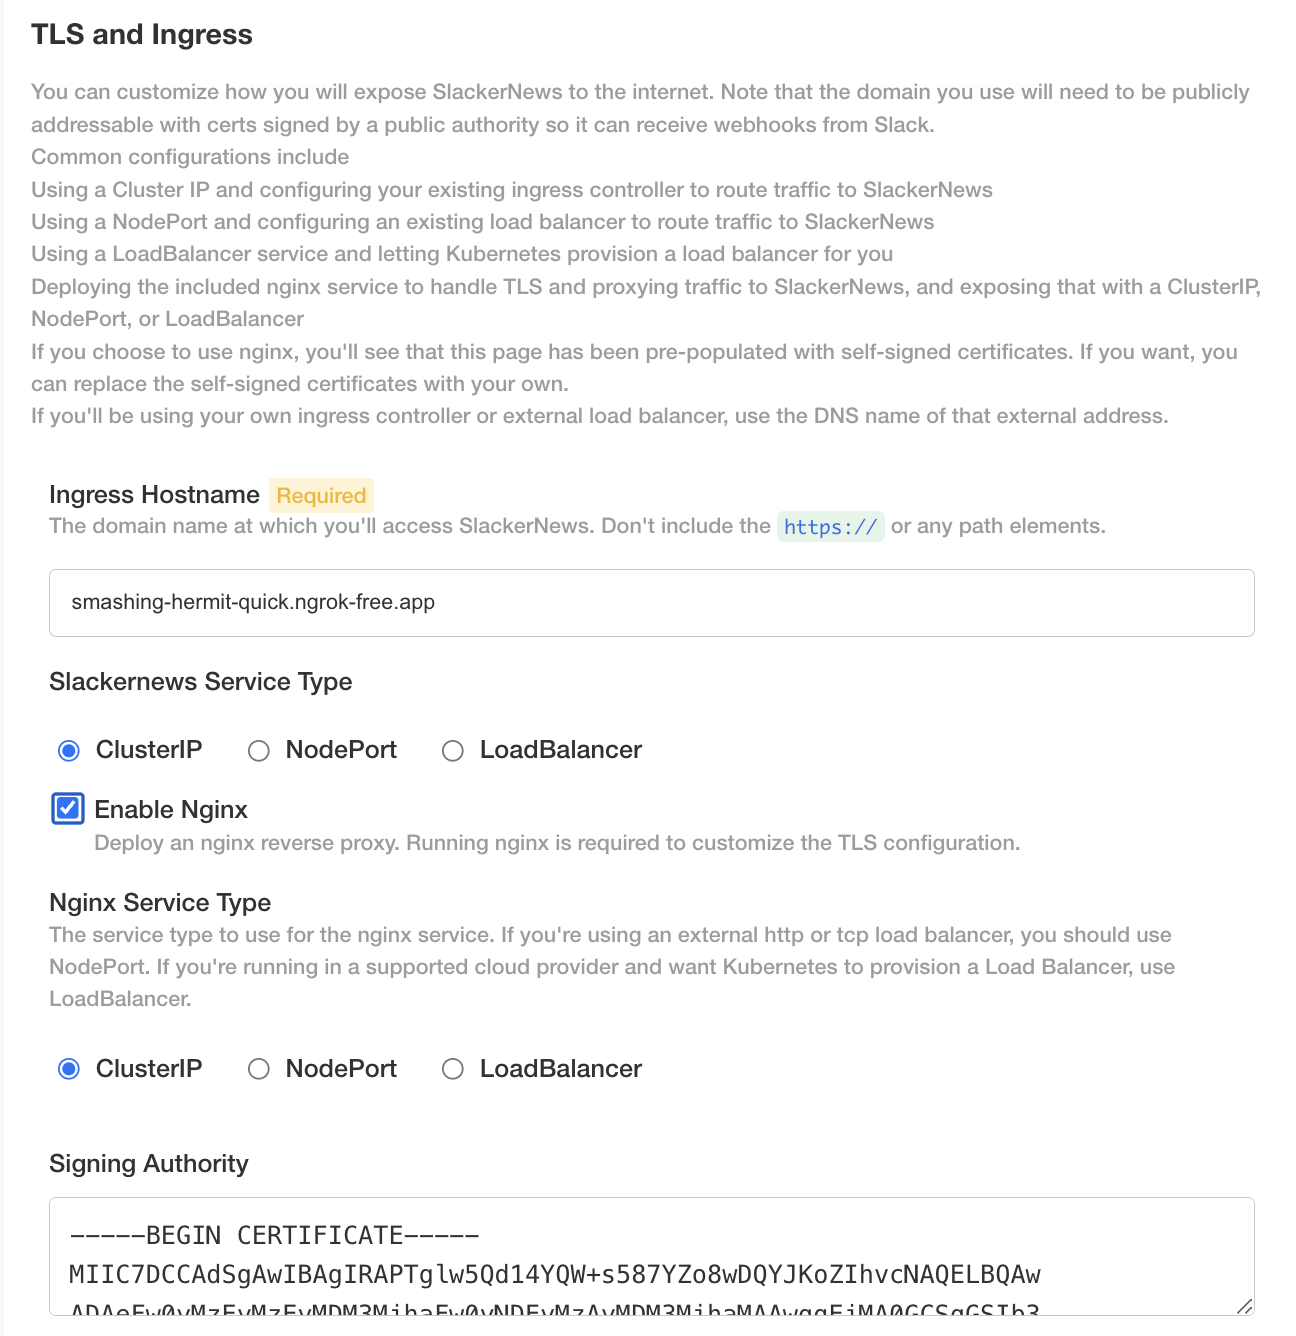 TLS and Ingress
You can customize how you will expose SlackerNews to the internet. Note that the domain you use will need to be publicly
addressable with certs signed by a public authority so it can receive webhooks from Slack.
Common configurations include
Using a Cluster IP and configuring your existing ingress controller to route traffic to SlackerNews
Using a NodePort and configuring an existing load balancer to route traffic to SlackerNews
Using a LoadBalancer service and letting Kubernetes provision a load balancer for you
Deploying the included nginx service to handle TLS and proxying traffic to SlackerNews, and exposing that with a ClusterIP,
NodePort, or LoadBalancer
If you choose to use nginx, you'll see that this page has been pre-populated with self-signed certificates. If you want, you
can replace the self-signed certificates with your own.
If you'll be using your own ingress controller or external load balancer, use the DNS name of that external address.
Ingress Hostname Required
The domain name at which you'll access SlackerNews. Don't include the https:// or any path elements.
smashing-hermit-quick.ngrok-free.app
Slackernews Service Type
ClusterIP NodePort LoadBalancer
Enable Nginx
Deploy an nginx reverse proxy. Running nginx is required to customize the TLS configuration.
Nginx Service Type
The service type to use for the nginx service. If you're using an external http or tcp load balancer, you should use
NodePort. If you're running in a supported cloud provider and want Kubernetes to provision a Load Balancer, use
LoadBalancer.
ClusterIP NodePort LoadBalancer
Signing Authority
-----BEGIN CERTIFICATE-----
MIIC7DCCAdSgAwIBAgIRAPTglw5Qd14YQW+s587YZo8wDQYJKoZIhvcNAQELBQAw